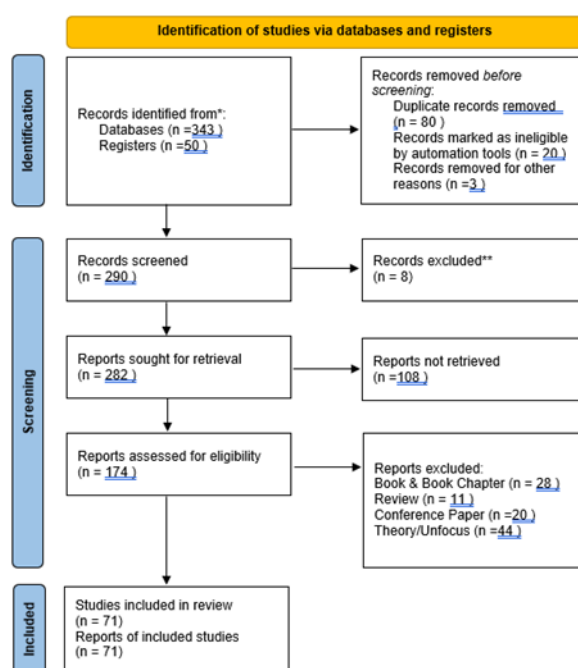 Identification of studies via databases and registers
Identification
Records identified from*:
Databases (n =343 )
Registers (n =50 )
Records removed before
screening:
Duplicate records removed
(n = 80 )
Records marked as ineligible
by automation tools (n = 20 )
Records removed for other
reasons (n =3 )
Screening
Records screened
(n = 290 )
Records excluded**
(n = 8)
Reports sought for retrieval
(n = 282 )
Reports not retrieved
(n =108 )
Reports assessed for eligibility
(n = 174 )
Reports excluded:
Book & Book Chapter (n = 28 )
Review (n = 11 )
Conference Paper (n =20 )
Theory/Unfocus (n =44 )
Included
Studies included in review
(n = 71)
Reports of included studies
(n = 71)